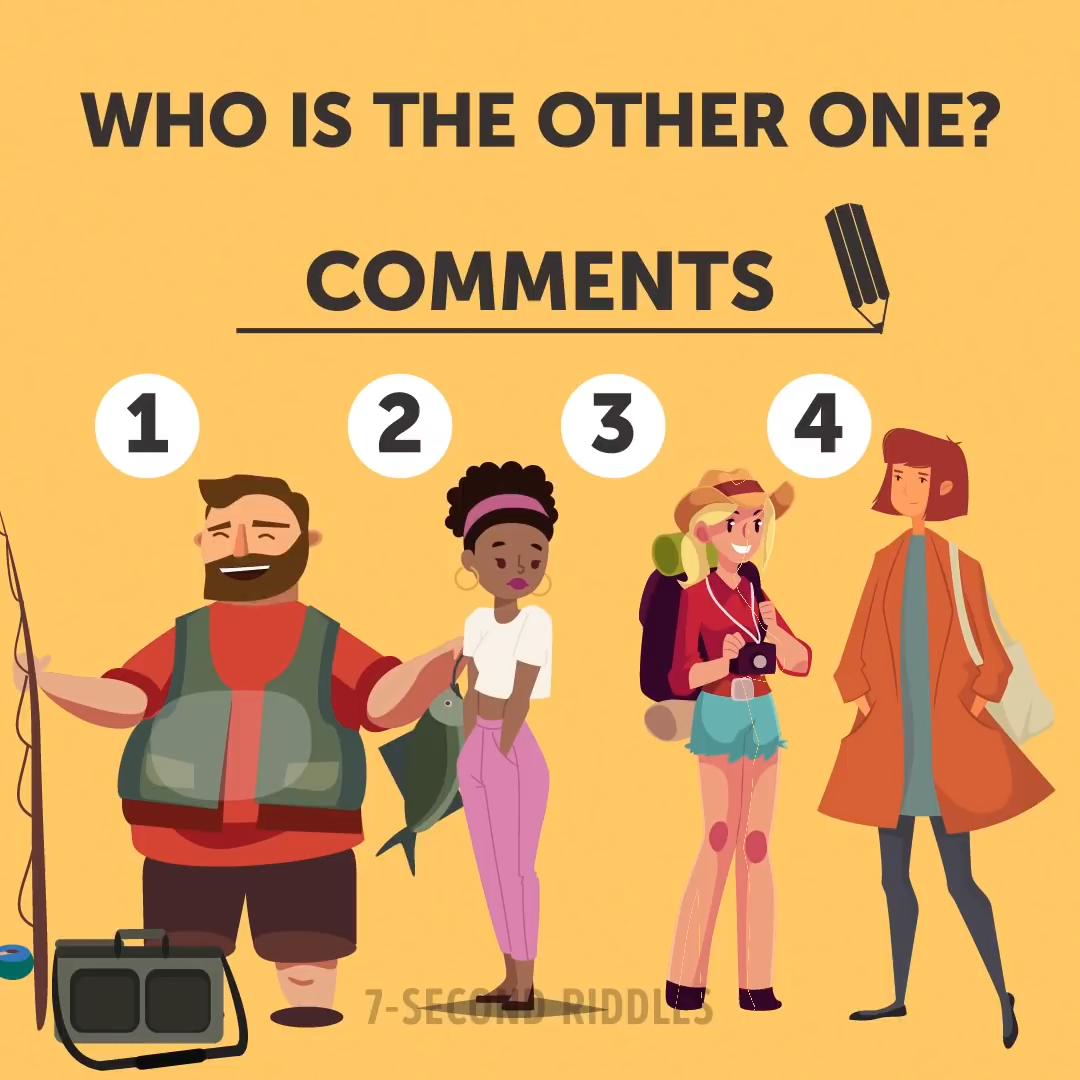 WHO IS THE OTHER ONE?
COMMENTS
1 2 3 4
7-SECOND RIDDLES